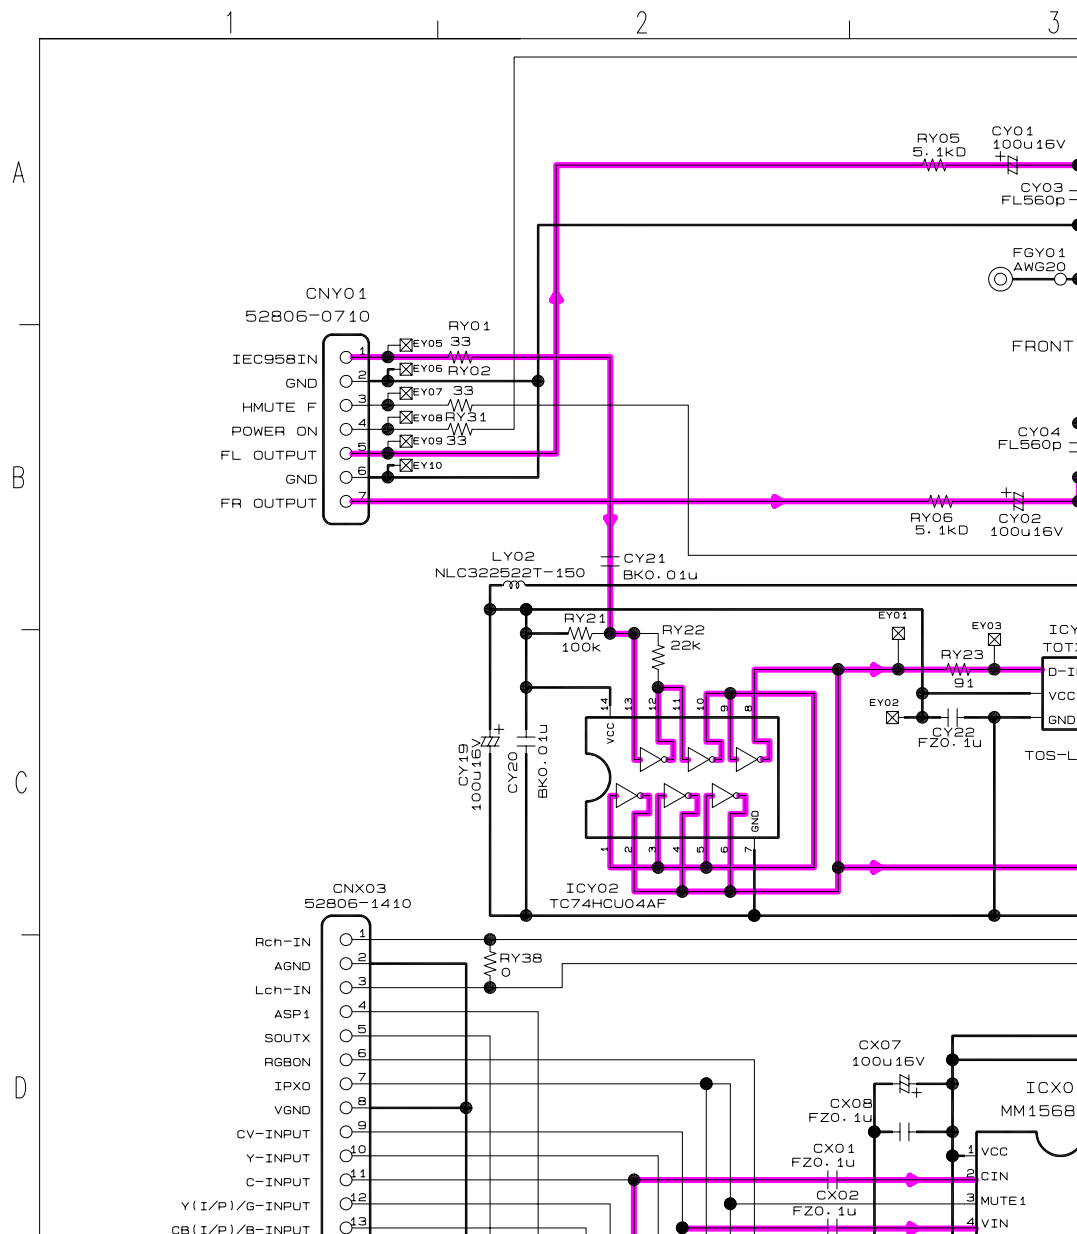 1 2 3
A
RY05
5.1kD
CY01
100u16V
CY03
FL560p
FGY01
AWG20
CNY01
52806-0710
FRONT
IEC958IN 1
GND 2
HMUTE F 3
POWER ON 4
FL OUTPUT 5
GND 6
FR OUTPUT 7
EY05
EY06
EY07
EY08
EY09
EY10
RY01
33
RY02
33
RY31
33
B
CY04
FL560p
RY06
5.1kD
CY02
100u16V
LY02
NLC322522T-150
CY21
BK0.01u
RY21
100k
RY22
22k
EY01
EY03
RY23
91
EY02
CY22
FZ0.1u
ICY
TOTX
D-IN
VCC
GND
TOS-L
C
CY19
100u16V
CY20
BK0.01u
14 13 12 11 10 9 8
VCC
GND
1 2 3 4 5 6 7
ICY02
TC74HCU04AF
CNX03
52806-1410
Rch-IN 1
AGND 2
Lch-IN 3
ASP1 4
SOUTX 5
RGBON 6
IPXO 7
VGND 8
CV-INPUT 9
Y-INPUT 10
C-INPUT 11
Y(I/P)/G-INPUT 12
CB(I/P)/B-INPUT 13
RY38
0
D
CX07
100u16V
CX08
FZ0.1u
CX01
FZ0.1u
CX02
FZ0.1u
ICX0
MM1568
1 VCC
2 CIN
3 MUTE1
4 VIN